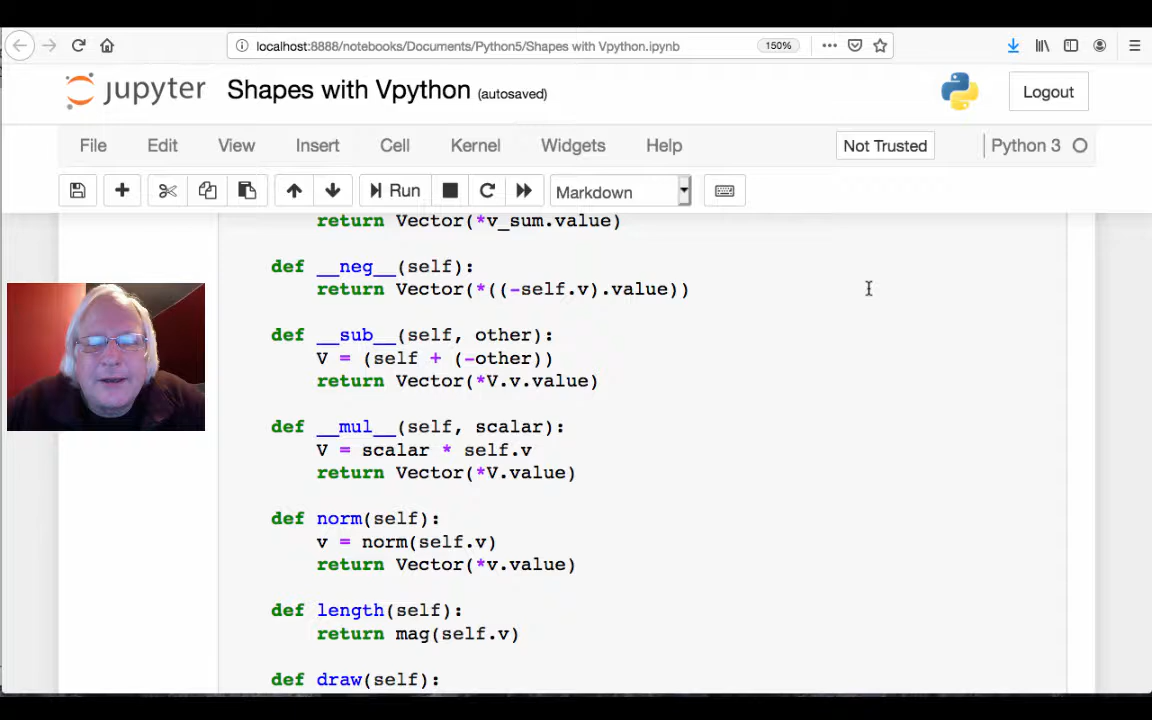 localhost:8888/notebooks/Documents/Python5/Shapes with Vpython.ipynb 150%
jupyter Shapes with Vpython (autosaved) Logout
File Edit View Insert Cell Kernel Widgets Help Not Trusted Python 3
Run Markdown
return Vector(*v_sum.value)
def __neg__(self):
return Vector(*((-self.v).value))
def __sub__(self, other):
V = (self + (-other))
return Vector(*V.v.value)
def __mul__(self, scalar):
V = scalar * self.v
return Vector(*V.value)
def norm(self):
v = norm(self.v)
return Vector(*v.value)
def length(self):
return mag(self.v)
def draw(self):